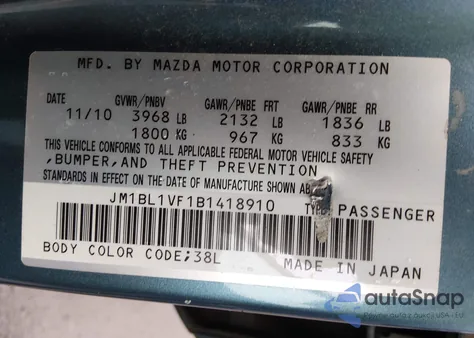 MFD. BY MAZDA MOTOR CORPORATION
DATE GVWR/PNBV GAWR/PNBE FRT GAWR/PNBE RR
11/10 3968 LB 2132 LB 1836 LB
1800 KG 967 KG 833 KG
THIS VEHICLE CONFORMS TO ALL APPLICABLE FEDERAL MOTOR VEHICLE SAFETY
,BUMPER,AND THEFT PREVENTION
STANDARDS IN EFFECT ON THE DATE OF MANUFACTURE SHOWN
JM1BL1VF1B1418910 PASSENGER
BODY COLOR CODE;38L MADE IN JAPAN
autoSnap